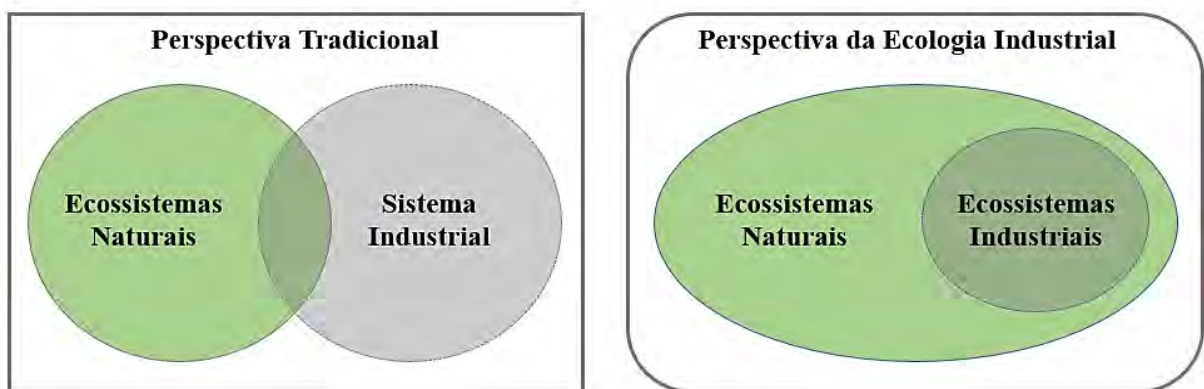 Perspectiva Tradicional
Ecossistemas
Naturais
Sistema
Industrial
Perspectiva da Ecologia Industrial
Ecossistemas
Naturais
Ecossistemas
Industriais